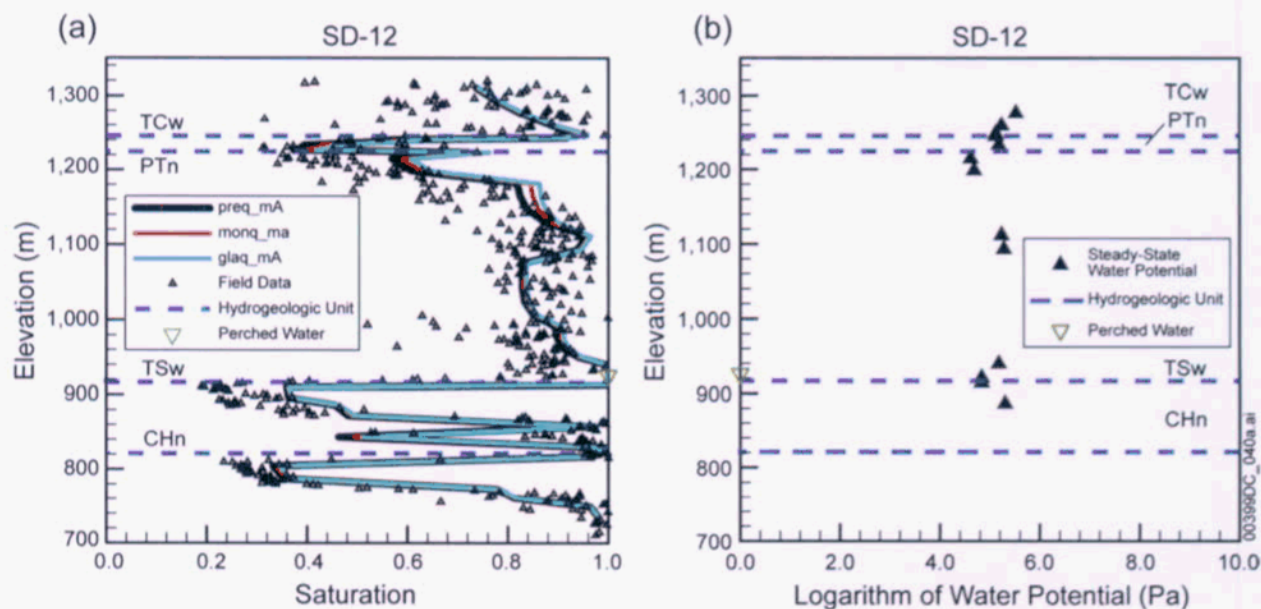 (a)
SD-12
1,300
1,200
1,100
1,000
900
800
700
Elevation (m)
TCw
PTn
preq_mA
monq_ma
glaq_mA
Field Data
Hydrogeologic Unit
Perched Water
TSw
CHn
0.0 0.2 0.4 0.6 0.8 1.0
Saturation
(b)
SD-12
1,300
1,200
1,100
1,000
900
800
700
Elevation (m)
TCw
PTn
Steady-State
Water Potential
Hydrogeologic Unit
Perched Water
TSw
CHn
0.0 2.0 4.0 6.0 8.0 10.0
Logarithm of Water Potential (Pa)
00399DC_040a.ai